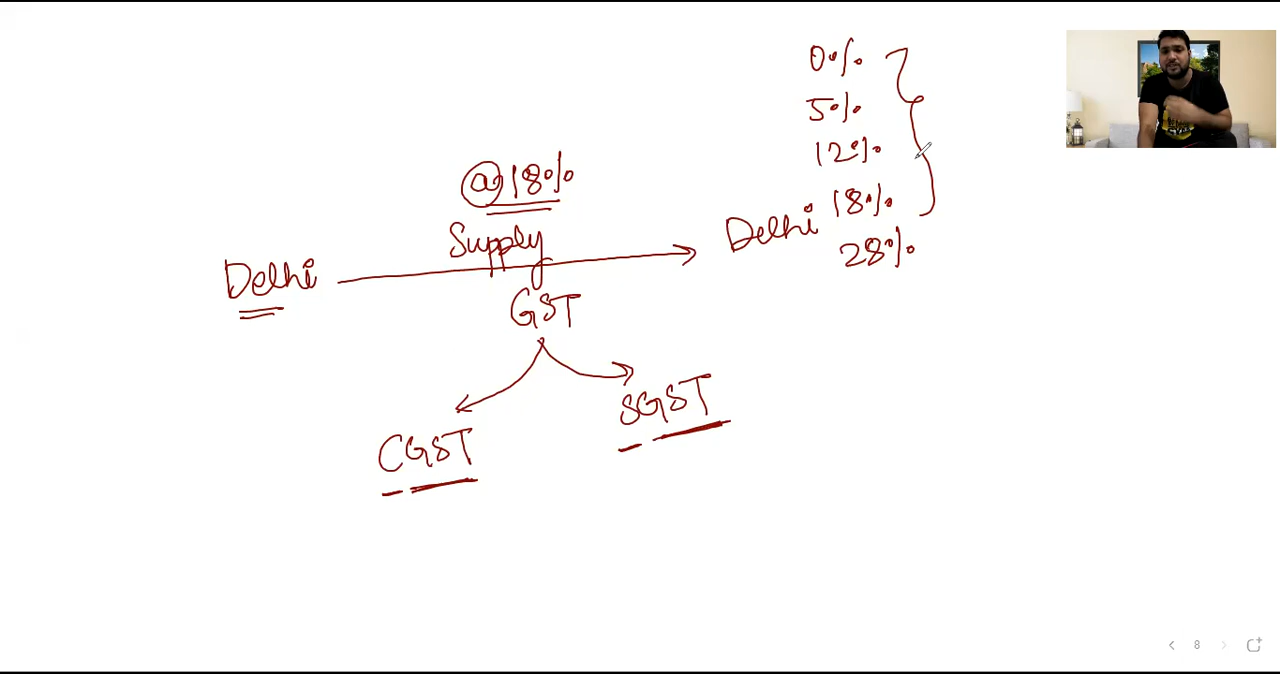 0%
5%
12%
@18%
Delhi 18%
Supply
28%
Delhi
GST
SGST
CGST
8